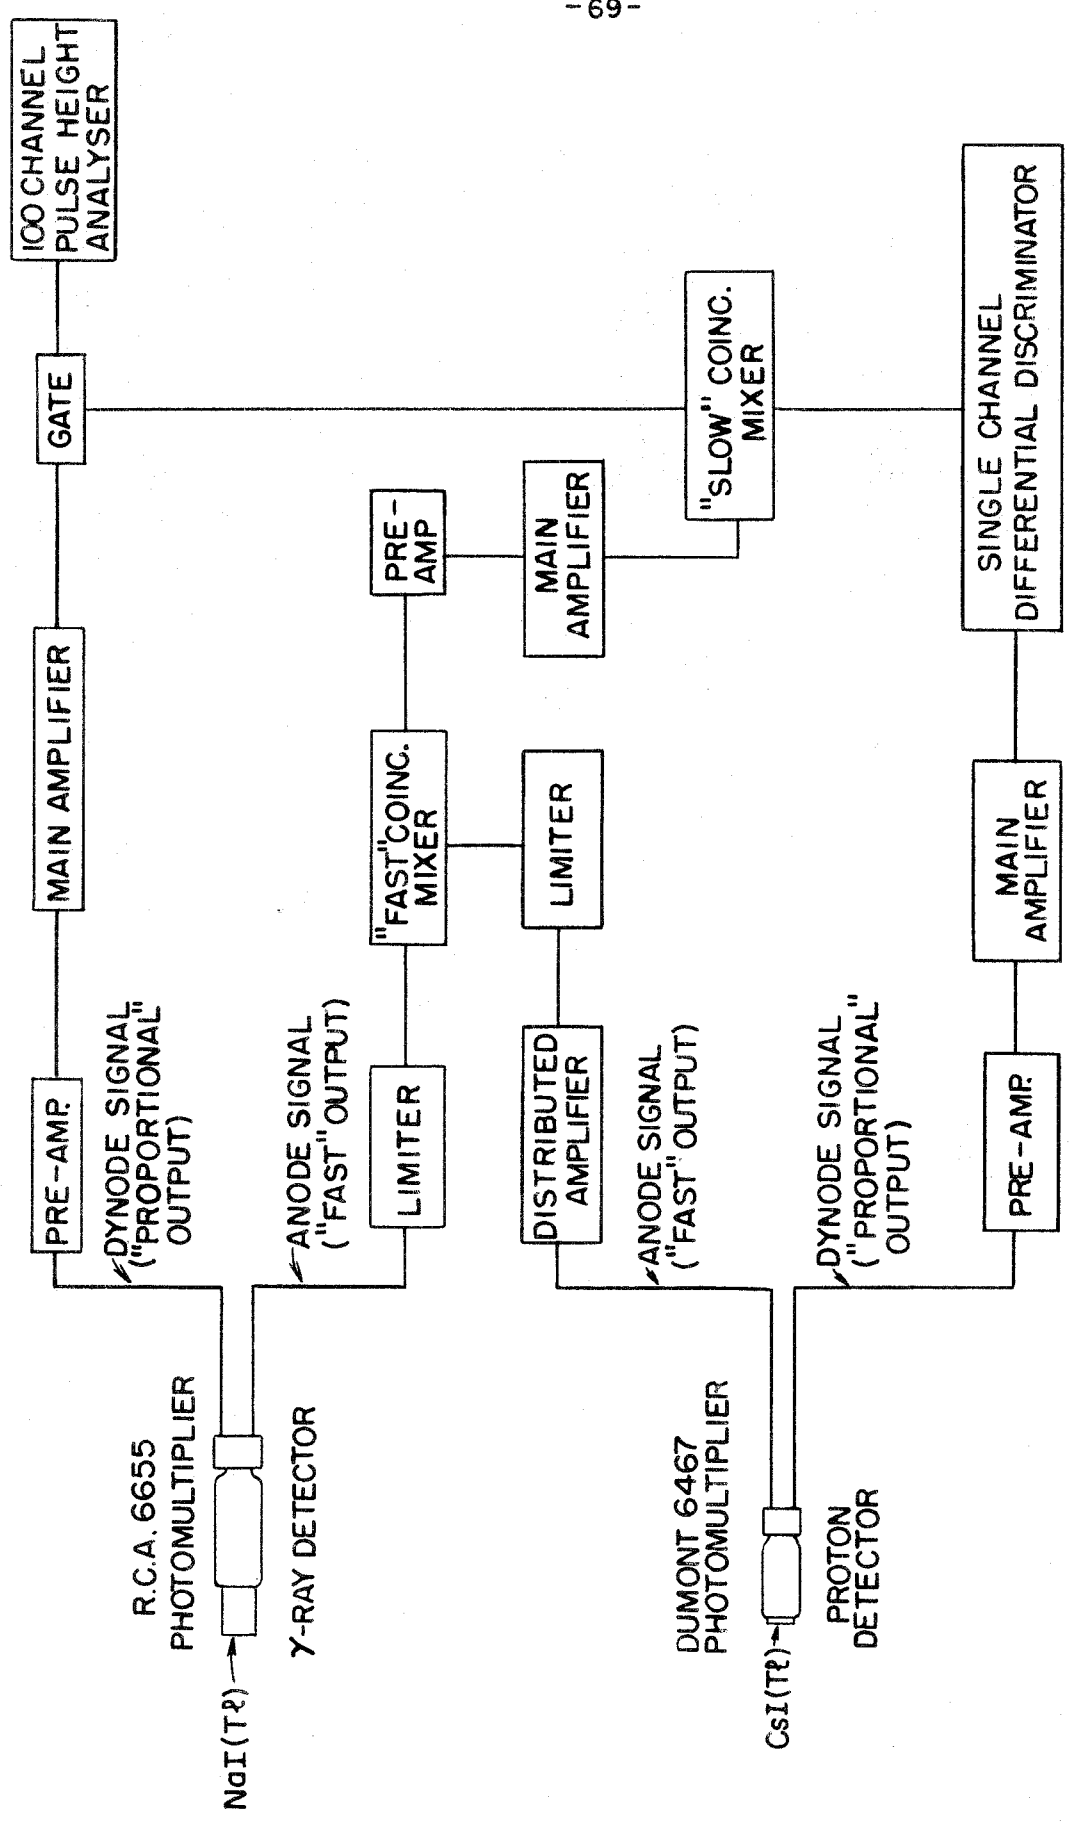 -69-
R.C.A. 6655
PHOTOMULTIPLIER
NaI(Tℓ)
γ-RAY DETECTOR
DYNODE SIGNAL
("PROPORTIONAL"
OUTPUT)
PRE-AMP.
MAIN AMPLIFIER
GATE
100 CHANNEL
PULSE HEIGHT
ANALYSER
ANODE SIGNAL
("FAST" OUTPUT)
LIMITER
"FAST" COINC.
MIXER
PRE-
AMP
MAIN
AMPLIFIER
"SLOW" COINC.
MIXER
DISTRIBUTED
AMPLIFIER
LIMITER
DUMONT 6467
PHOTOMULTIPLIER
CsI(Tℓ)
PROTON
DETECTOR
ANODE SIGNAL
("FAST" OUTPUT)
DYNODE SIGNAL
("PROPORTIONAL"
OUTPUT)
PRE-AMP.
MAIN
AMPLIFIER
SINGLE CHANNEL
DIFFERENTIAL DISCRIMINATOR